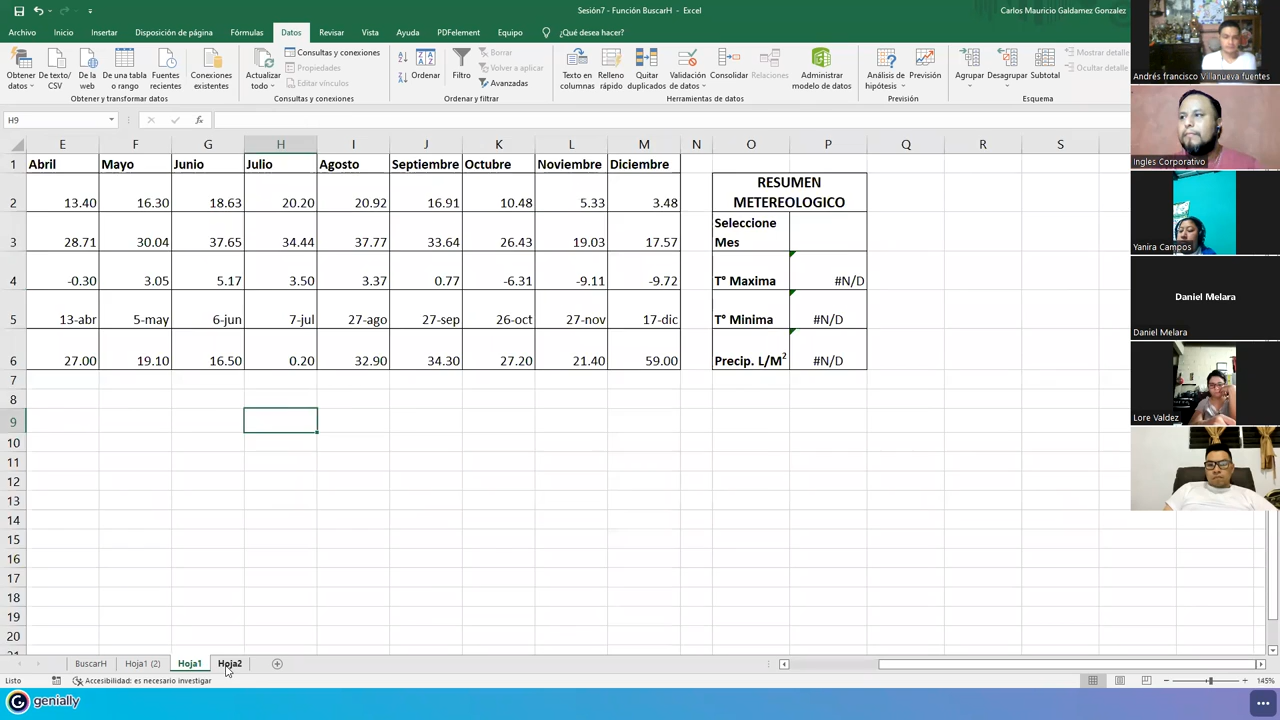 Sesión7 - Función BuscarH - Excel
Carlos Mauricio Galdamez Gonzalez
Archivo Inicio Insertar Disposición de página Fórmulas Datos Revisar Vista Ayuda PDFelement Equipo ¿Qué desea hacer?
Obtener datos
De texto/CSV
De la web
De una tabla o rango
Fuentes recientes
Conexiones existentes
Obtener y transformar datos
Actualizar todo
Consultas y conexiones
Propiedades
Editar vínculos
Consultas y conexiones
Ordenar
Filtro
Borrar
Volver a aplicar
Avanzadas
Ordenar y filtrar
Texto en columnas
Relleno rápido
Quitar duplicados
Validación de datos
Consolidar
Relaciones
Administrar modelo de datos
Herramientas de datos
Análisis de hipótesis
Previsión
Previsión
Agrupar
Desagrupar
Subtotal
Mostrar detalle
Ocultar detalle
Esquema
H9
fx
E F G H I J K L M N O P Q R S
1 Abril Mayo Junio Julio Agosto Septiembre Octubre Noviembre Diciembre
RESUMEN METEREOLOGICO
2 13.40 16.30 18.63 20.20 20.92 16.91 10.48 5.33 3.48
3 28.71 30.04 37.65 34.44 37.77 33.64 26.43 19.03 17.57 Seleccione Mes
4 -0.30 3.05 5.17 3.50 3.37 0.77 -6.31 -9.11 -9.72 T° Maxima #N/D
5 13-abr 5-may 6-jun 7-jul 27-ago 27-sep 26-oct 27-nov 17-dic T° Minima #N/D
6 27.00 19.10 16.50 0.20 32.90 34.30 27.20 21.40 59.00 Precip. L/M² #N/D
7
8
9
10
11
12
13
14
15
16
17
18
19
20
BuscarH Hoja1 (2) Hoja1 Hoja2
Listo
Accesibilidad: es necesario investigar
145%
genially
Andrés francisco Villanueva fuentes
Ingles Corporativo
Yanira Campos
Daniel Melara
Daniel Melara
Lore Valdez